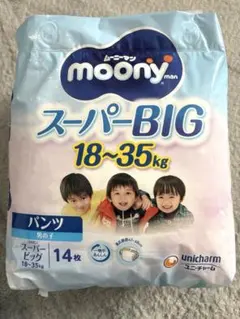 ムーニーマン
moony man
スーパーBIG
18~35kg
パンツ
男の子
スーパー
ビッグ
18~35kg
14枚
unicharm
ユニ・チャーム